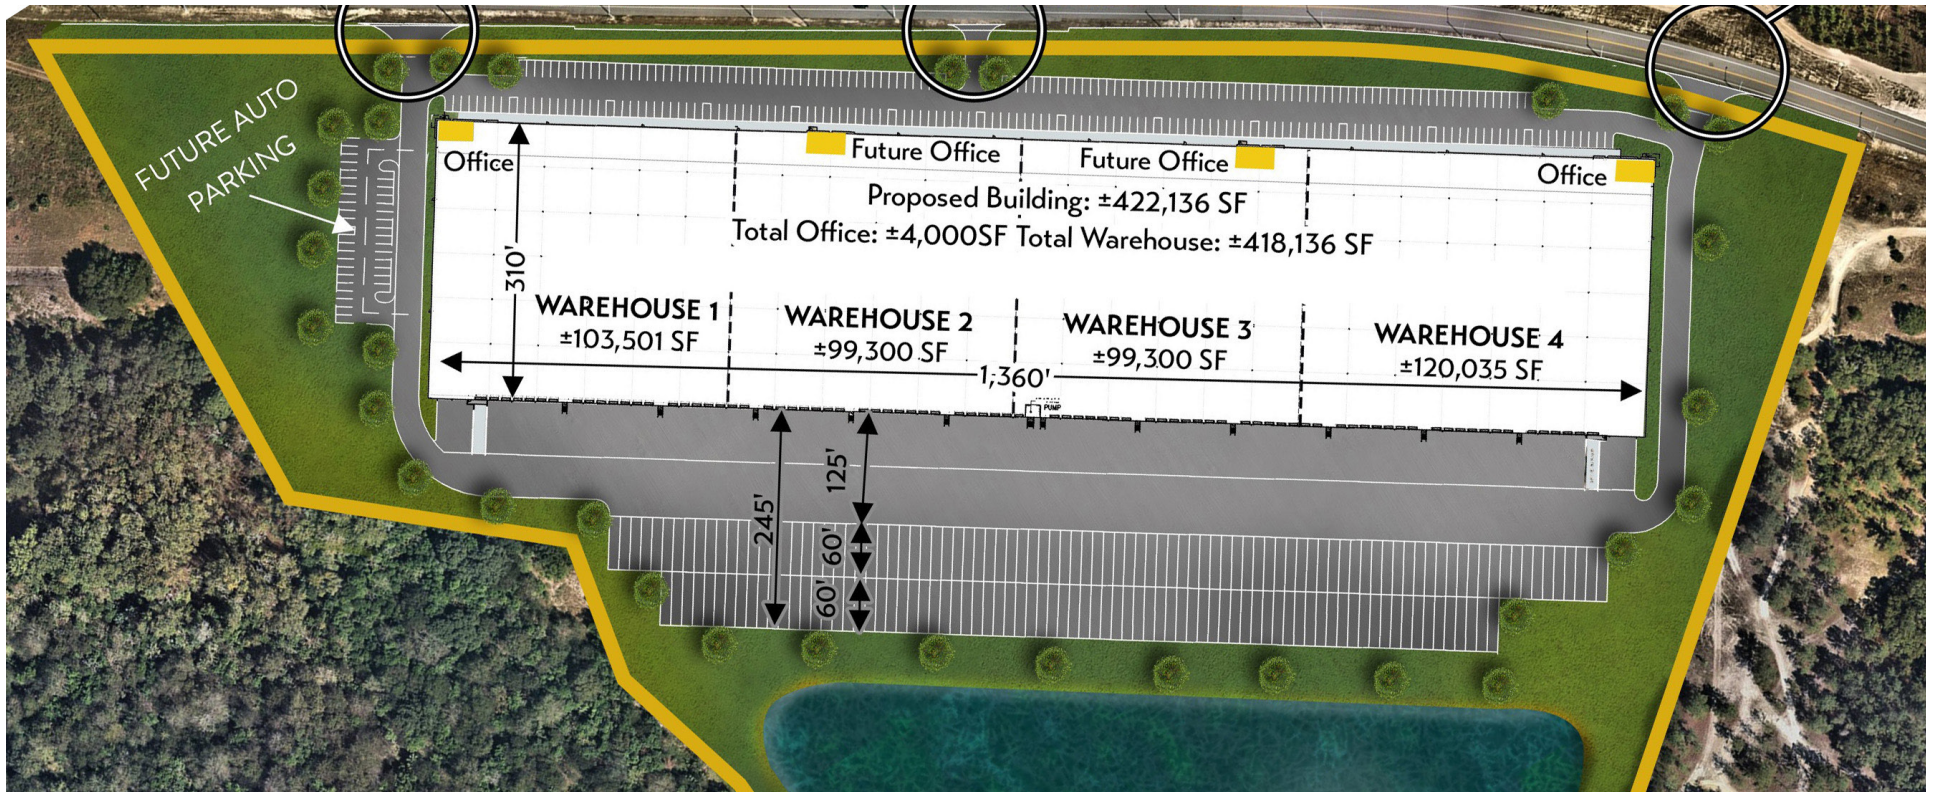 FUTURE AUTO
PARKING
Office
Future Office
Future Office
Office
Proposed Building: ±422,136 SF
Total Office: ±4,000SF Total Warehouse: ±418,136 SF
310'
WAREHOUSE 1
±103,501 SF
WAREHOUSE 2
±99,300 SF
WAREHOUSE 3
±99,300 SF
WAREHOUSE 4
±120,035 SF
1,360'
PUMP
245'
125'
60'
60'